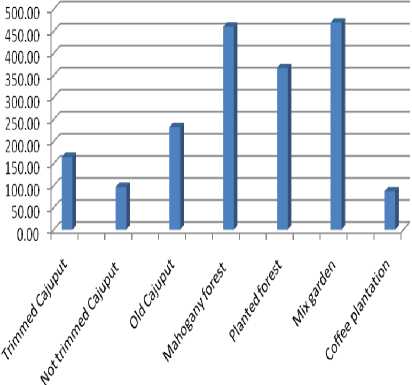 500.00
450.00
400.00
350.00
300.00
250.00
200.00
150.00
100.00
50.00
0.00
Trimmed Cajuput
Not trimmed Cajuput
Old Cajuput
Mahogany forest
Planted forest
Mix garden
Coffee plantation